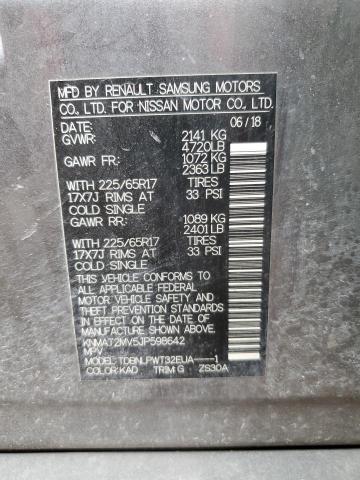 MFD BY RENAULT SAMSUNG MOTORS
CO., LTD. FOR NISSAN MOTOR CO., LTD.
DATE: 06/18
GVWR: 2141 KG
4720LB
GAWR FR: 1072 KG
2363 LB
WITH 225/65R17 TIRES
17X7J RIMS AT 33 PSI
COLD SINGLE
GAWR RR: 1089 KG
2401 LB
WITH 225/65R17 TIRES
17X7J RIMS AT 33 PSI
COLD SINGLE
THIS VEHICLE CONFORMS TO
ALL APPLICABLE FEDERAL
MOTOR VEHICLE SAFETY AND
THEFT PREVENTION
STANDARDS IN EFFECT ON
THE DATE OF MANUFACTURE
SHOWN ABOVE.
KNMAT2MV5JP598642
MPV
MODEL: TDBNLPWT32EUA----1
COLOR:KAD TRIM:G ZS30A